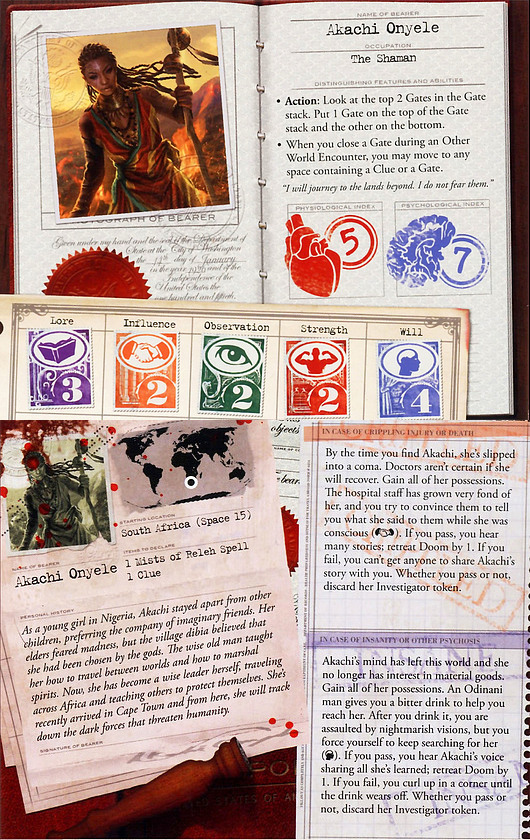 NAME OF BEARER
Akachi Onyele
OCCUPATION
The Shaman
DISTINGUISHING FEATURES AND ABILITIES
• Action: Look at the top 2 Gates in the Gate
stack. Put 1 Gate on the top of the Gate
stack and the other on the bottom.
• When you close a Gate during an Other
World Encounter, you may move to any
space containing a Clue or a Gate.
“I will journey to the lands beyond. I do not fear them.”
PHYSIOLOGICAL INDEX
5
PSYCHOLOGICAL INDEX
7
PHOTOGRAPH OF BEARER
Given under my hand and the seal of the Department of
State at the City of Washington
the 11th day of January,
in the year 1926 and of the
Independence of the
United States the
one hundred and fiftieth.
Lore
Influence
Observation
Strength
Will
3
2
2
2
4
objects
STARTING LOCATION
South Africa (Space 15)
ITEMS TO DECLARE
1 Mists of Releh Spell
1 Clue
NAME OF BEARER
Akachi Onyele
PERSONAL HISTORY
As a young girl in Nigeria, Akachi stayed apart from other
children, preferring the company of imaginary friends. Her
elders feared madness, but the village dibia believed that
she had been chosen by the gods. The wise old man taught
her how to travel between worlds and how to marshal
spirits. Now, she has become a wise leader herself, traveling
across Africa and teaching others to protect themselves. She’s
recently arrived in Cape Town and from here, she will track
down the dark forces that threaten humanity.
SIGNATURE OF BEARER
IN CASE OF CRIPPLING INJURY OR DEATH
By the time you find Akachi, she’s slipped
into a coma. Doctors aren’t certain if she
will recover. Gain all of her possessions.
The hospital staff has grown very fond of
her, and you try to convince them to tell
you what she said to them while she was
conscious ( ). If you pass, you hear
many stories; retreat Doom by 1. If you
fail, you can’t get anyone to share Akachi’s
story with you. Whether you pass or not,
discard her Investigator token.
IN CASE OF INSANITY OR OTHER PSYCHOSIS
Akachi’s mind has left this world and she
no longer has interest in material goods.
Gain all of her possessions. An Odinani
man gives you a bitter drink to help you
reach her. After you drink it, you are
assaulted by nightmarish visions, but you
force yourself to keep searching for her
( ). If you pass, you hear Akachi’s voice
sharing all she’s learned; retreat Doom by
1. If you fail, you curl up in a corner until
the drink wears off. Whether you pass or
not, discard her Investigator token.